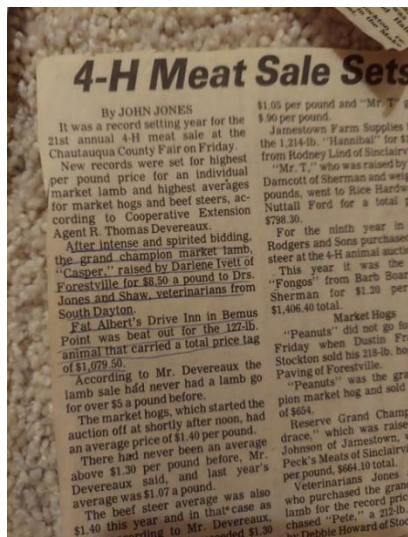 4-H Meat Sale Sets
By JOHN JONES
It was a record setting year for the
21st annual 4-H meat sale at the
Chautauqua County Fair on Friday.
New records were set for highest
per pound price for an individual
market lamb and highest averages
for market hogs and beef steers, ac-
cording to Cooperative Extension
Agent R. Thomas Devereaux.
After intense and spirited bidding,
the grand champion market lamb,
"Casper," raised by Darlene Ivett of
Forestville for $8.50 a pound to Drs.
Jones and Shaw, veterinarians from
South Dayton.
Fat Albert's Drive Inn in Bemus
Point was beat out for the 127-lb.
animal that carried a total price tag
of $1,079.50.
According to Mr. Devereaux the
lamb sale had never had a lamb go
for over $5 a pound before.
The market hogs, which started the
auction off at shortly after noon, had
an average price of $1.40 per pound.
There had never been an average
above $1.30 per pound before, Mr.
Devereaux said, and last year's
average was $1.07 a pound.
The beef steer average was also
$1.40 this year and in that case as
according to Mr. Devereaux,
$1.30
$1.05 per pound and "Mr. T"
$.90 per pound.
Jamestown Farm Supplies
the 1,214-lb. "Hannibal" for $1
from Rodney Lind of Sinclairv
"Mr. T," who was raised by
Damcott of Sherman and weig
pounds, went to Rice Hardw
Nuttall Ford for a total
$798.30.
For the ninth year in
Rodgers and Sons purchase
steer at the 4-H animal aucti
This year it was the
"Fongos" from Barb Boar
Sherman for $1.20 per
$1,406.40 total.
Market Hogs
"Peanuts" did not go fo
Friday when Dustin Fr
Stockton sold his 218-lb. ho
Paving of Forestville.
"Peanuts" was the gra
pion market hog and sold
of $654.
Reserve Grand Champ
drace," which was raise
Johnson of Jamestown, w
Peck's Meats of Sinclairv
per pound, $664.10 total.
Veterinarians Jones
who purchased the gran
lamb for the record pric
chased "Pete," a 212-lb.
by Debbie Howard of Stoc